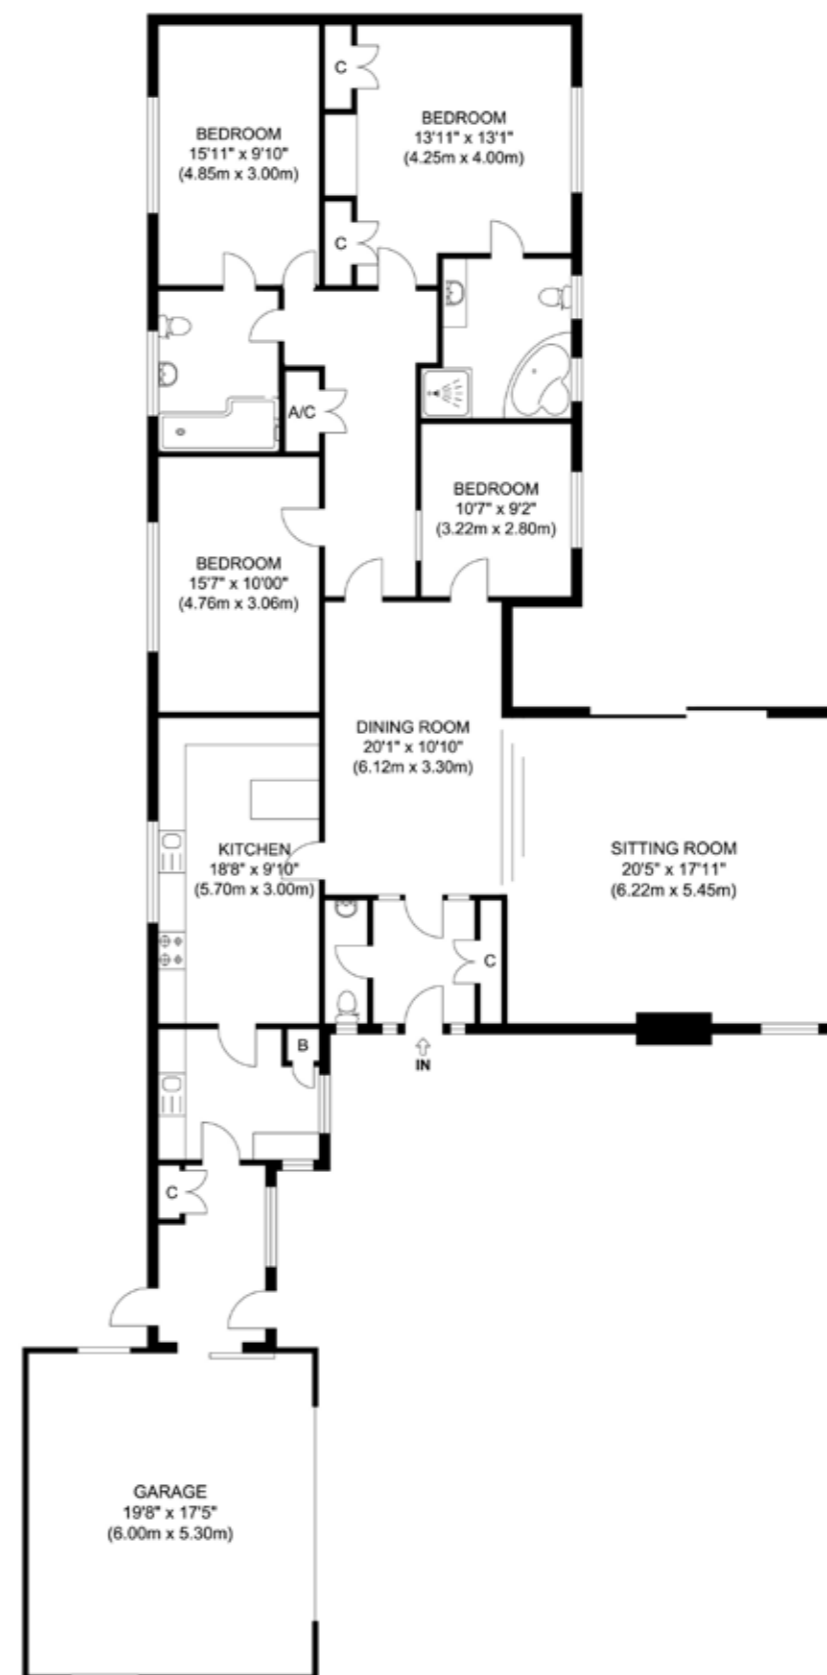 C
BEDROOM
15'11" x 9'10"
(4.85m x 3.00m)
BEDROOM
13'11" x 13'1"
(4.25m x 4.00m)
C
A/C
BEDROOM
10'7" x 9'2"
(3.22m x 2.80m)
BEDROOM
15'7" x 10'00"
(4.76m x 3.06m)
DINING ROOM
20'1" x 10'10"
(6.12m x 3.30m)
KITCHEN
18'8" x 9'10"
(5.70m x 3.00m)
SITTING ROOM
20'5" x 17'11"
(6.22m x 5.45m)
C
B
IN
C
GARAGE
19'8" x 17'5"
(6.00m x 5.30m)